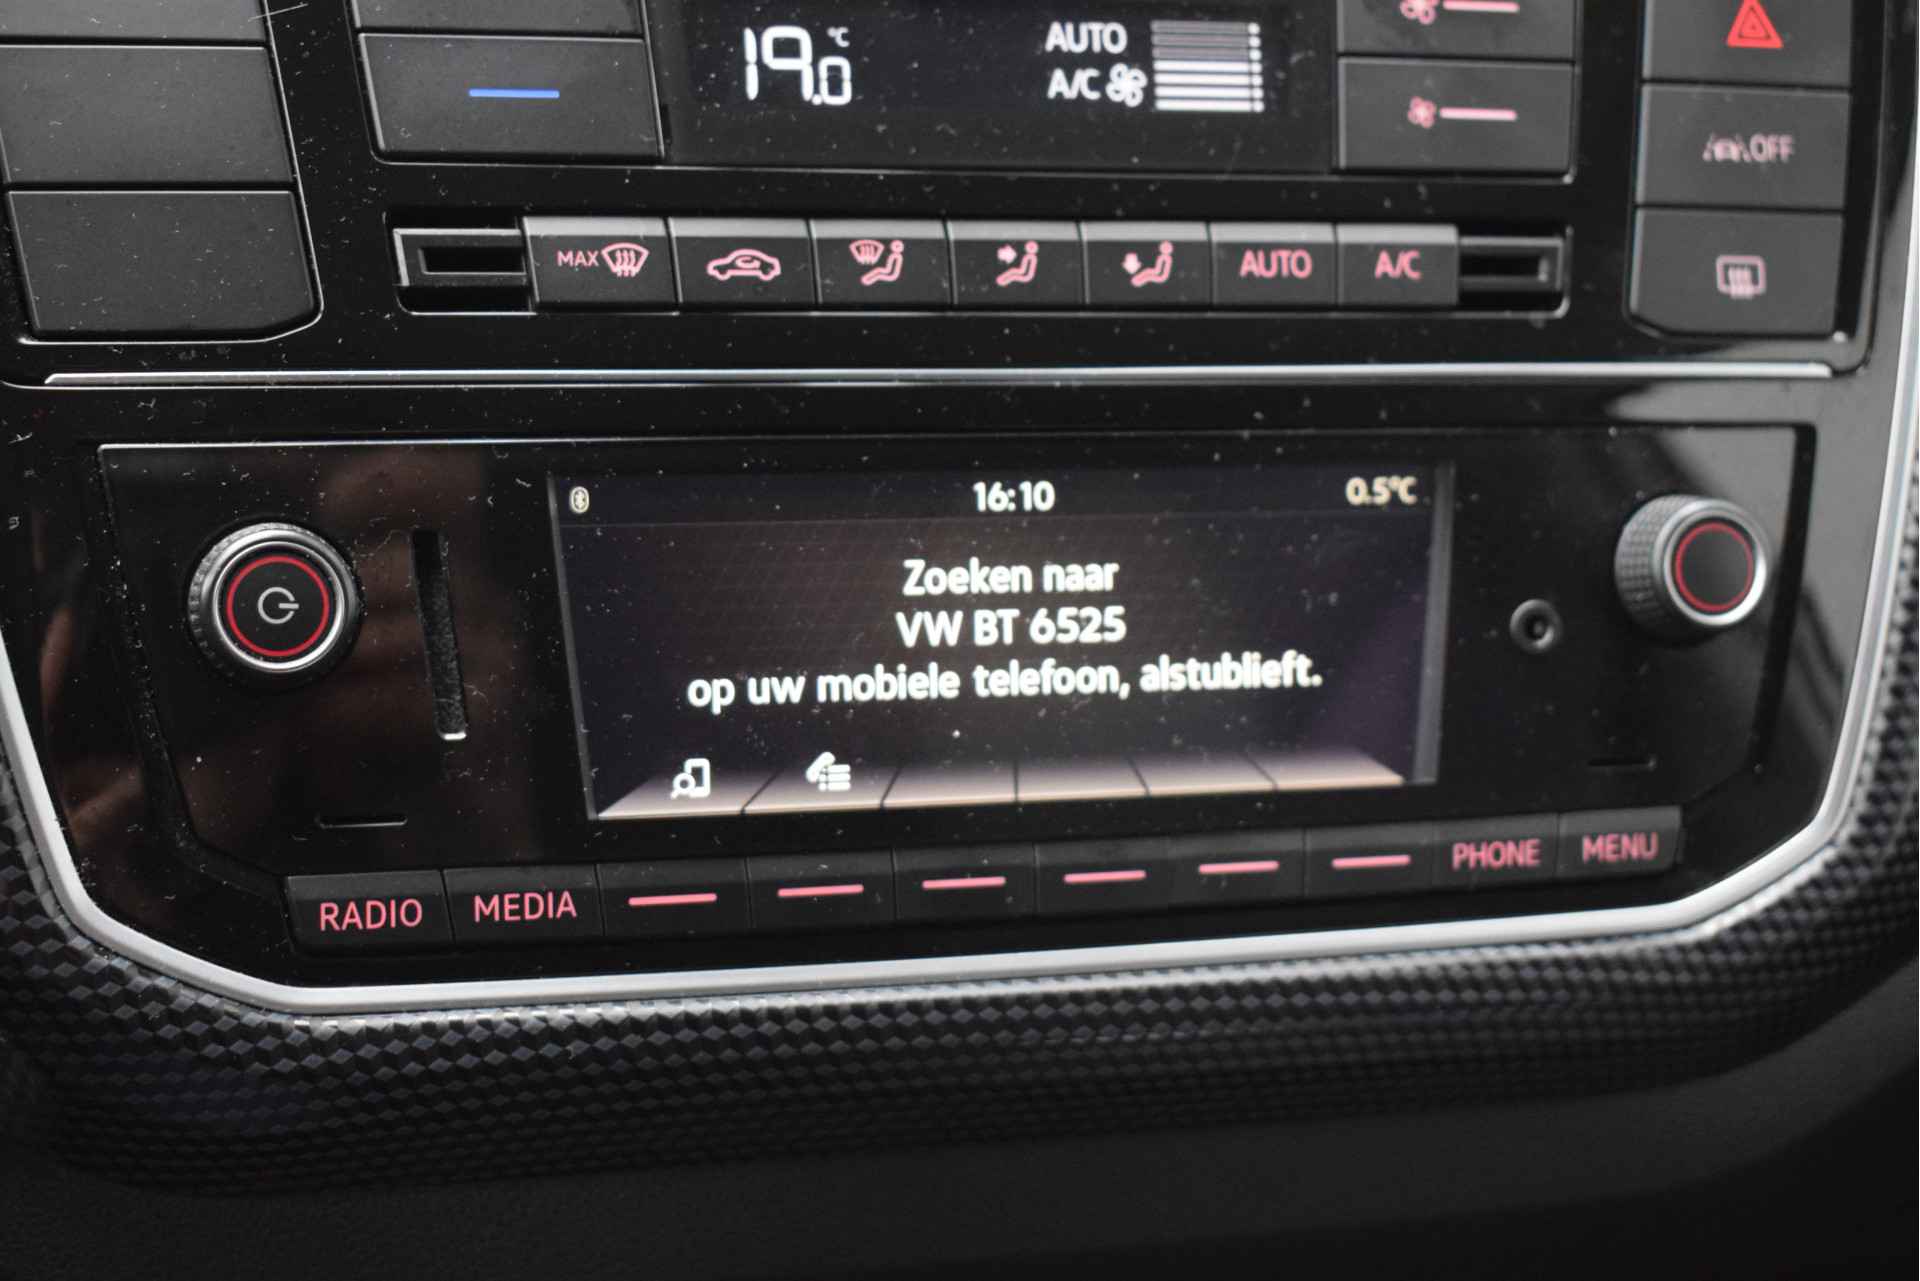 19.0 °C
AUTO
A/C
OFF
MAX
AUTO
A/C
16:10
0.5°C
Zoeken naar
VW BT 6525
op uw mobiele telefoon, alstublieft.
RADIO
MEDIA
PHONE
MENU